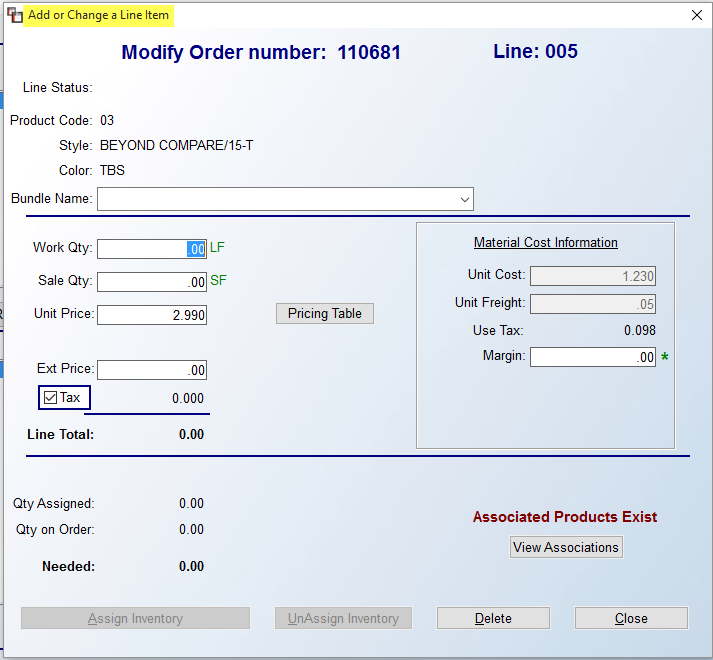 Add or Change a Line Item
Modify Order number: 110681 Line: 005
Line Status:
Product Code: 03
Style: BEYOND COMPARE/15-T
Color: TBS
Bundle Name:
Work Qty: .00 LF
Sale Qty: .00 SF
Unit Price: 2.990
Pricing Table
Ext Price: .00
Tax 0.000
Line Total: 0.00
Material Cost Information
Unit Cost: 1.230
Unit Freight: .05
Use Tax: 0.098
Margin: .00 *
Qty Assigned: 0.00
Qty on Order: 0.00
Needed: 0.00
Associated Products Exist
View Associations
Assign Inventory UnAssign Inventory Delete Close